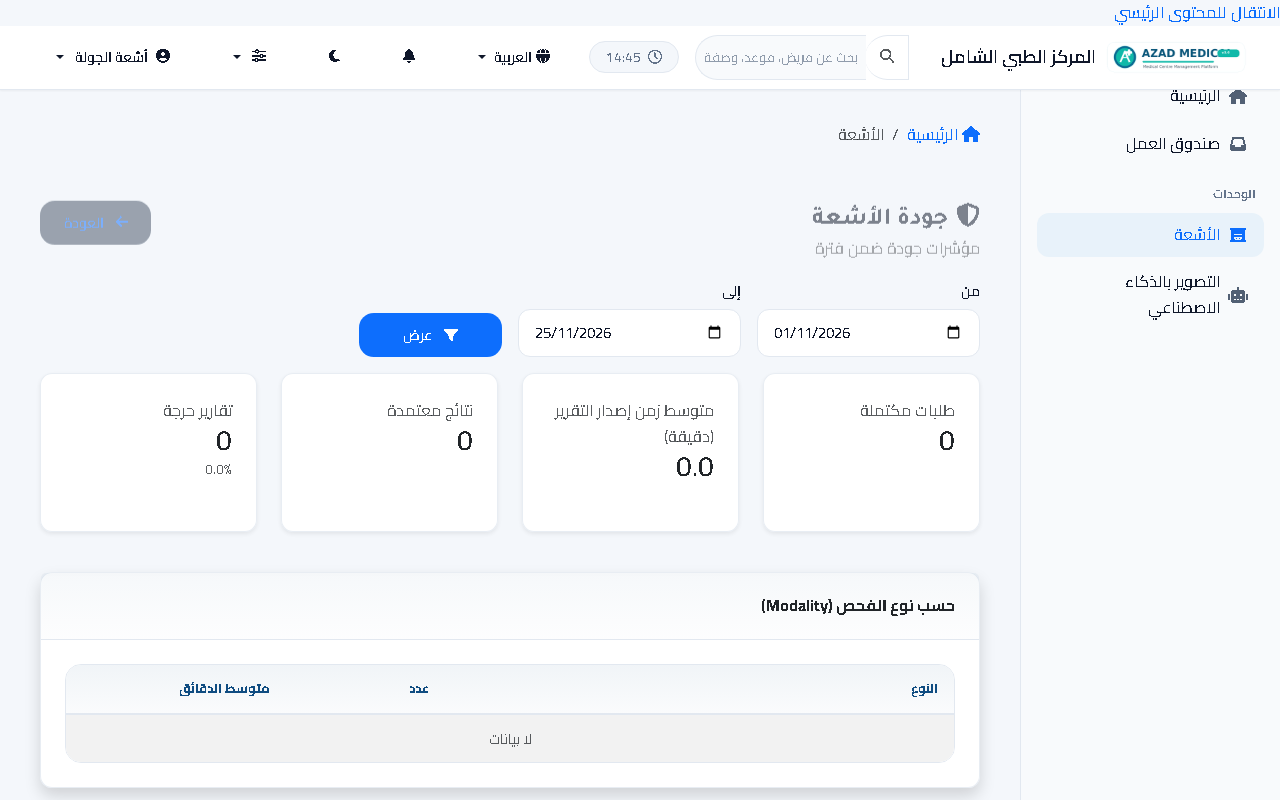 الانتقال للمحتوى الرئيسي
AZAD MEDIC
Medical Centre Management Platform
المركز الطبي الشامل
بحث عن مريض، موعد، وصفة
14:45
العربية
أشعة الجولة
الرئيسية
صندوق العمل
الوحدات
الأشعة
التصوير بالذكاء
الاصطناعي
الرئيسية / الأشعة
جودة الأشعة
مؤشرات جودة ضمن فترة
العودة
من
01/11/2026
إلى
25/11/2026
عرض
طلبات مكتملة
0
متوسط زمن إصدار التقرير
(دقيقة)
0.0
نتائج معتمدة
0
تقارير حرجة
0
0.0%
حسب نوع الفحص (Modality)
النوع عدد متوسط الدقائق
لا بيانات